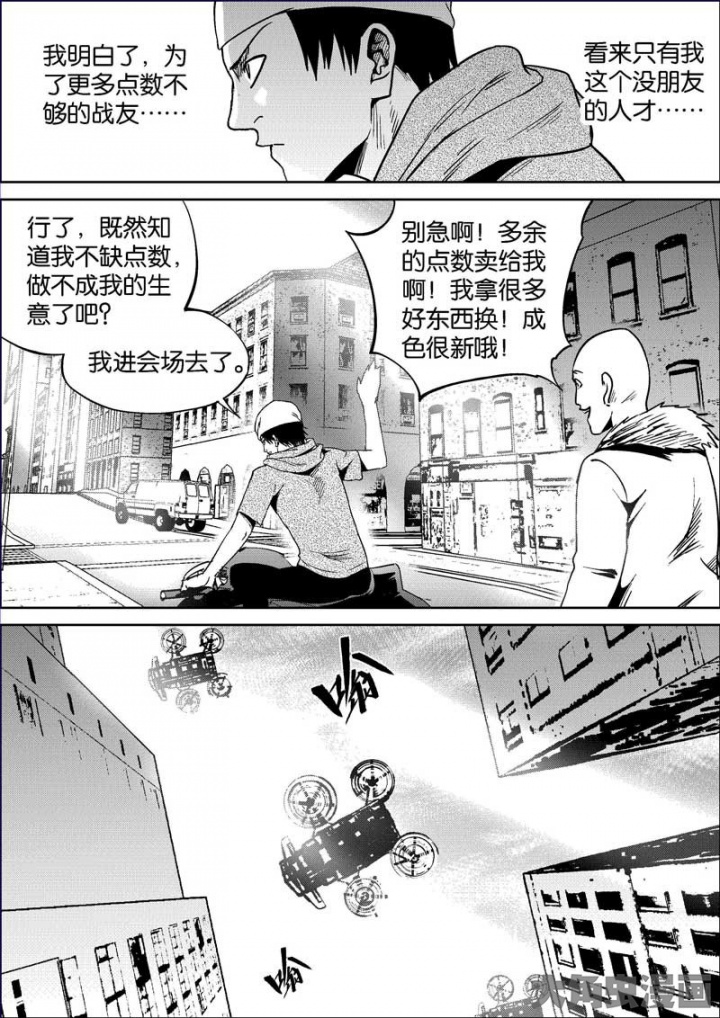 我明白了，为
了更多点数不
够的战友……
看来只有我
这个没朋友
的人才……
行了，既然知
道我不缺点数，
做不成我的生
意了吧？
我进会场去了。
别急啊！多余
的点数卖给我
啊！我拿很多
好东西换！成
色很新哦！
嗡
嗡